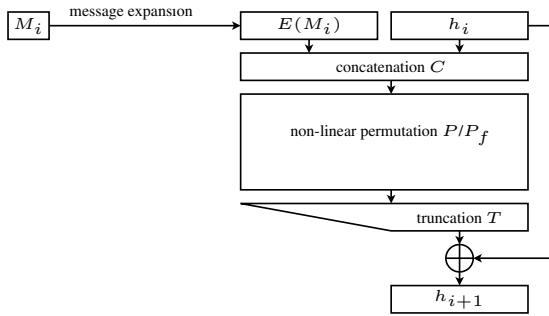 message expansion
M_i E(M_i) h_i
concatenation C
non-linear permutation P/P_f
truncation T
h_{i+1}